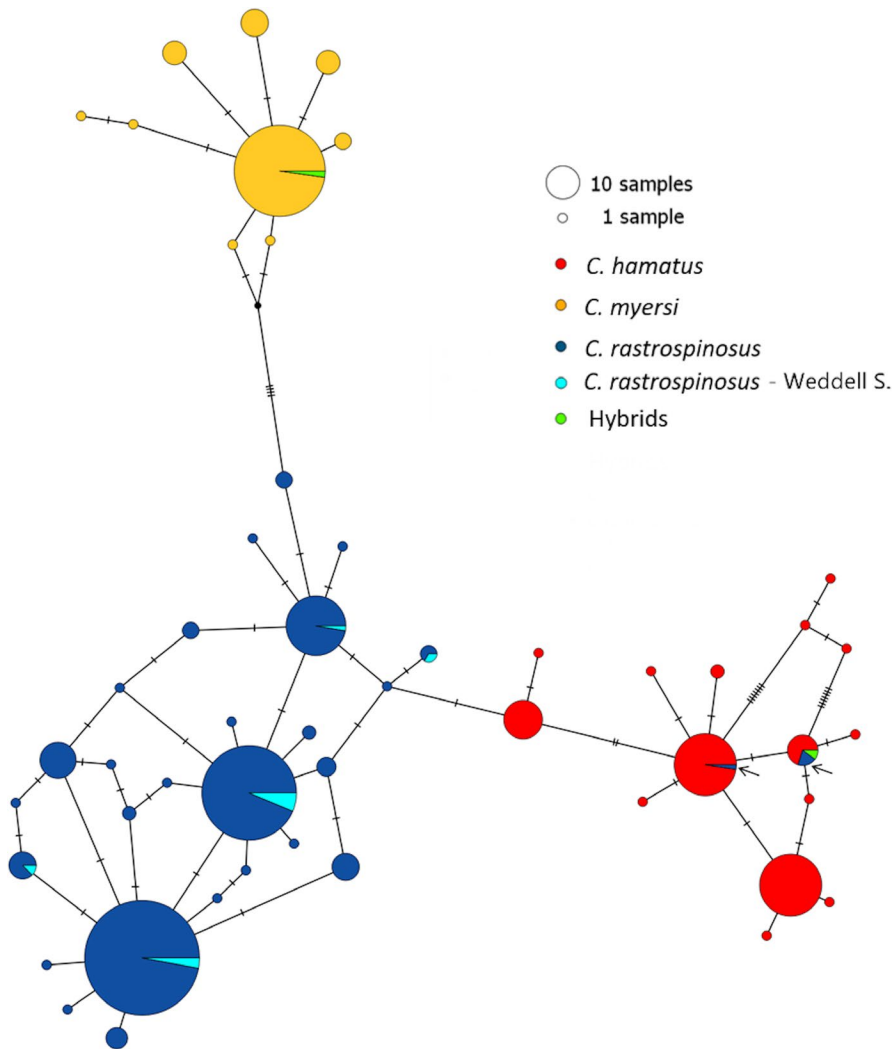 10 samples
1 sample
C. hamatus
C. myersi
C. rastrospinosus
C. rastrospinosus - Weddell S.
Hybrids